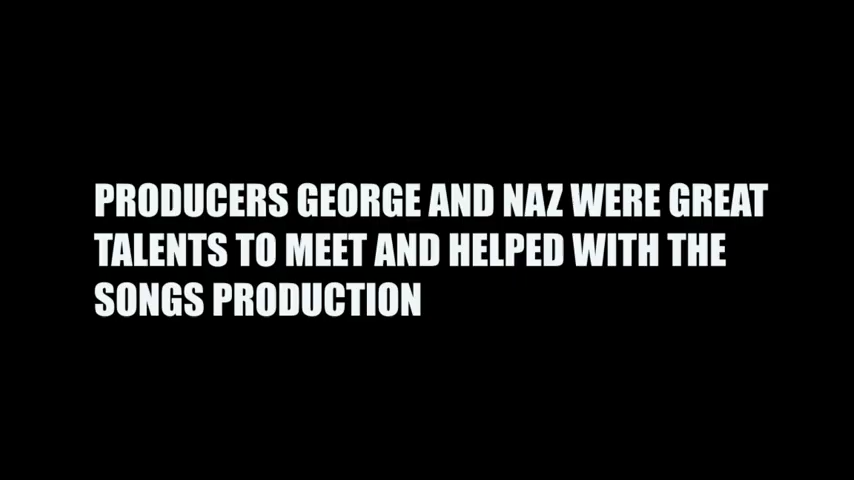 PRODUCERS GEORGE AND NAZ WERE GREAT
TALENTS TO MEET AND HELPED WITH THE
SONGS PRODUCTION